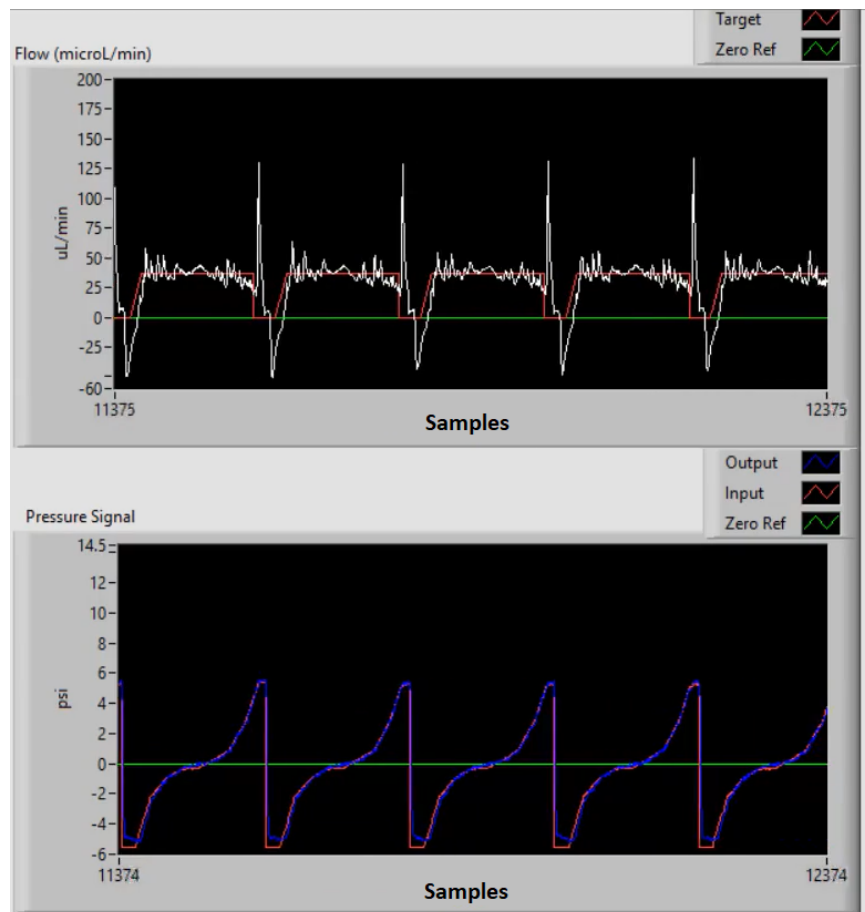 Target
Zero Ref
Flow (microL/min)
200
175
150
125
100
75
50
25
0
-25
-60
uL/min
11375
12375
Samples
Output
Input
Zero Ref
Pressure Signal
14.5
12
10
8
6
4
2
0
-2
-4
-6
psi
11374
12374
Samples